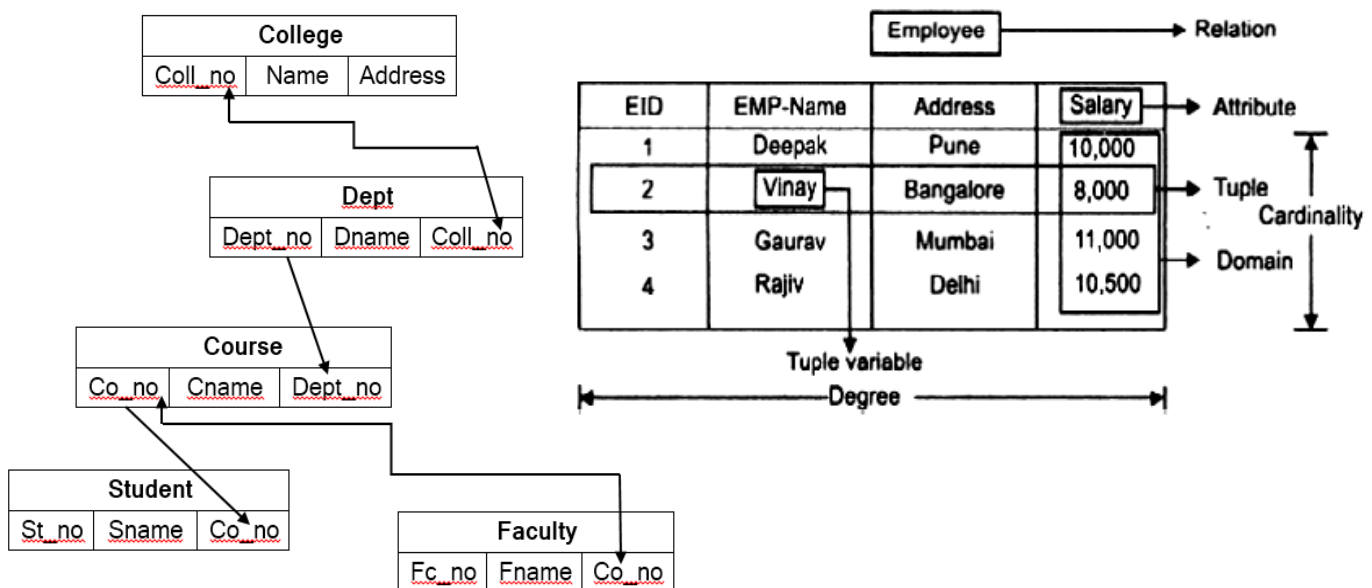 College
Coll_no Name Address
Dept
Dept_no Dname Coll_no
Course
Co_no Cname Dept_no
Student
St_no Sname Co_no
Faculty
Fc_no Fname Co_no
Employee Relation
EID EMP-Name Address Salary Attribute
1 Deepak Pune 10,000
2 Vinay Bangalore 8,000 Tuple
Cardinality
3 Gaurav Mumbai 11,000
Domain
4 Rajiv Delhi 10,500
Tuple variable
Degree